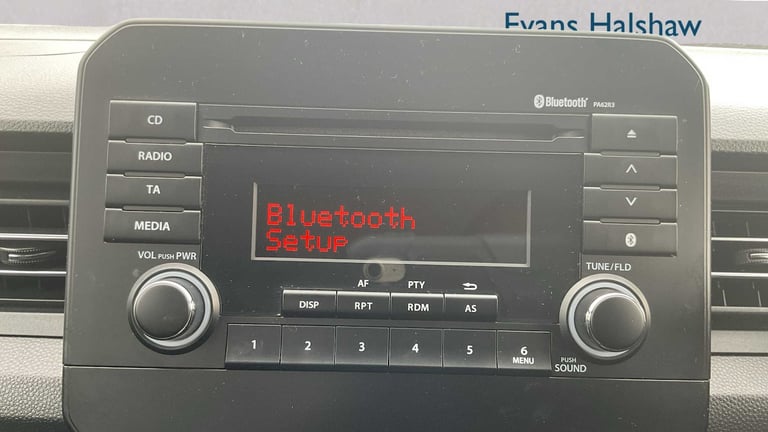 Evans Halshaw
Bluetooth PA62R3
CD
RADIO
TA
MEDIA
Bluetooth
Setup
VOL PUSH PWR
TUNE/FLD
AF PTY
DISP RPT RDM AS
1 2 3 4 5 6
MENU
PUSH
SOUND